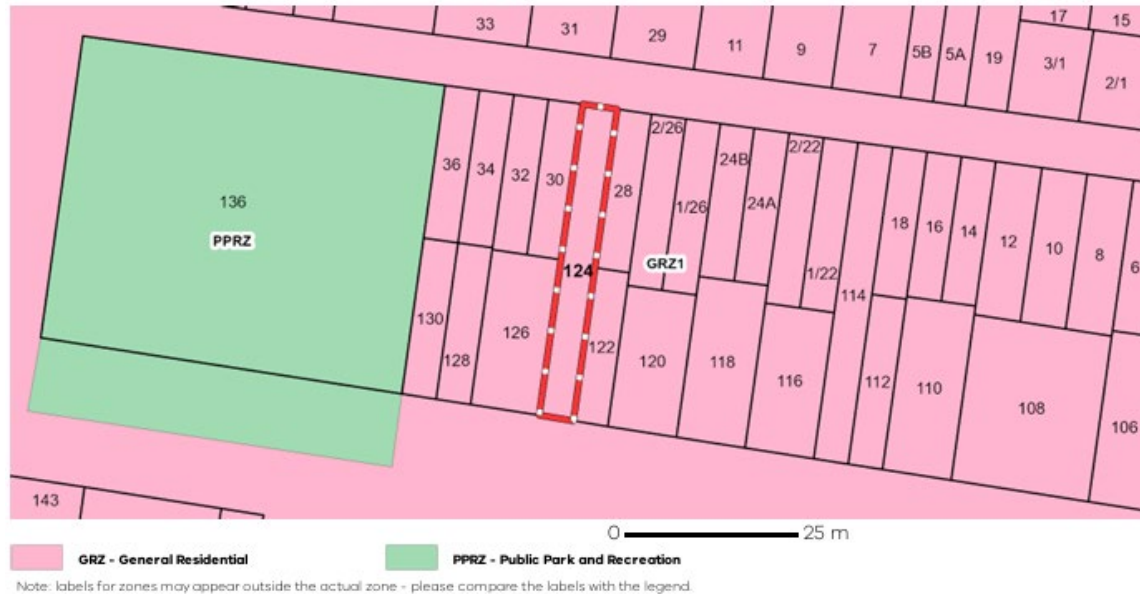 33 31 29 11 9 7 5B 5A 19 17 15
3/1 2/1
36 34 32 30 28 2/26 1/26 24B 24A 2/22 1/22 114 18 16 14 12 10 8 6
136
PPRZ
124
GRZ1
130 128 126 122 120 118 116 112 110 108 106
143
0 25 m
GRZ - General Residential PPRZ - Public Park and Recreation
Note: labels for zones may appear outside the actual zone - please compare the labels with the legend.